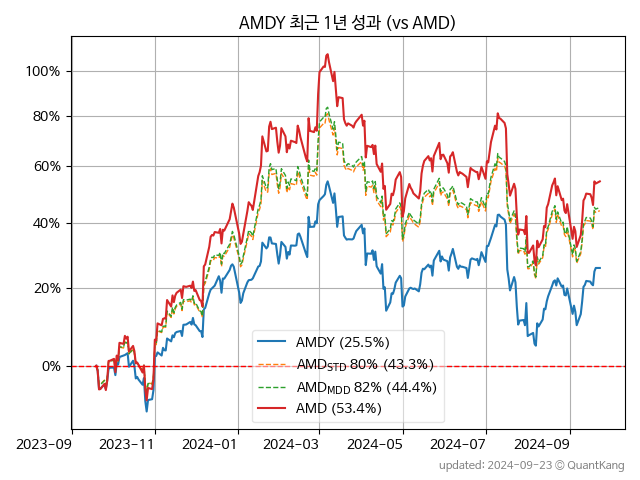 AMDY 최근 1년 성과 (vs AMD)
100%
80%
60%
40%
20%
0%
AMDY (25.5%)
AMD_STD 80% (43.3%)
AMD_MDD 82% (44.4%)
AMD (53.4%)
2023-09 2023-11 2024-01 2024-03 2024-05 2024-07 2024-09
updated: 2024-09-23 © QuantKang